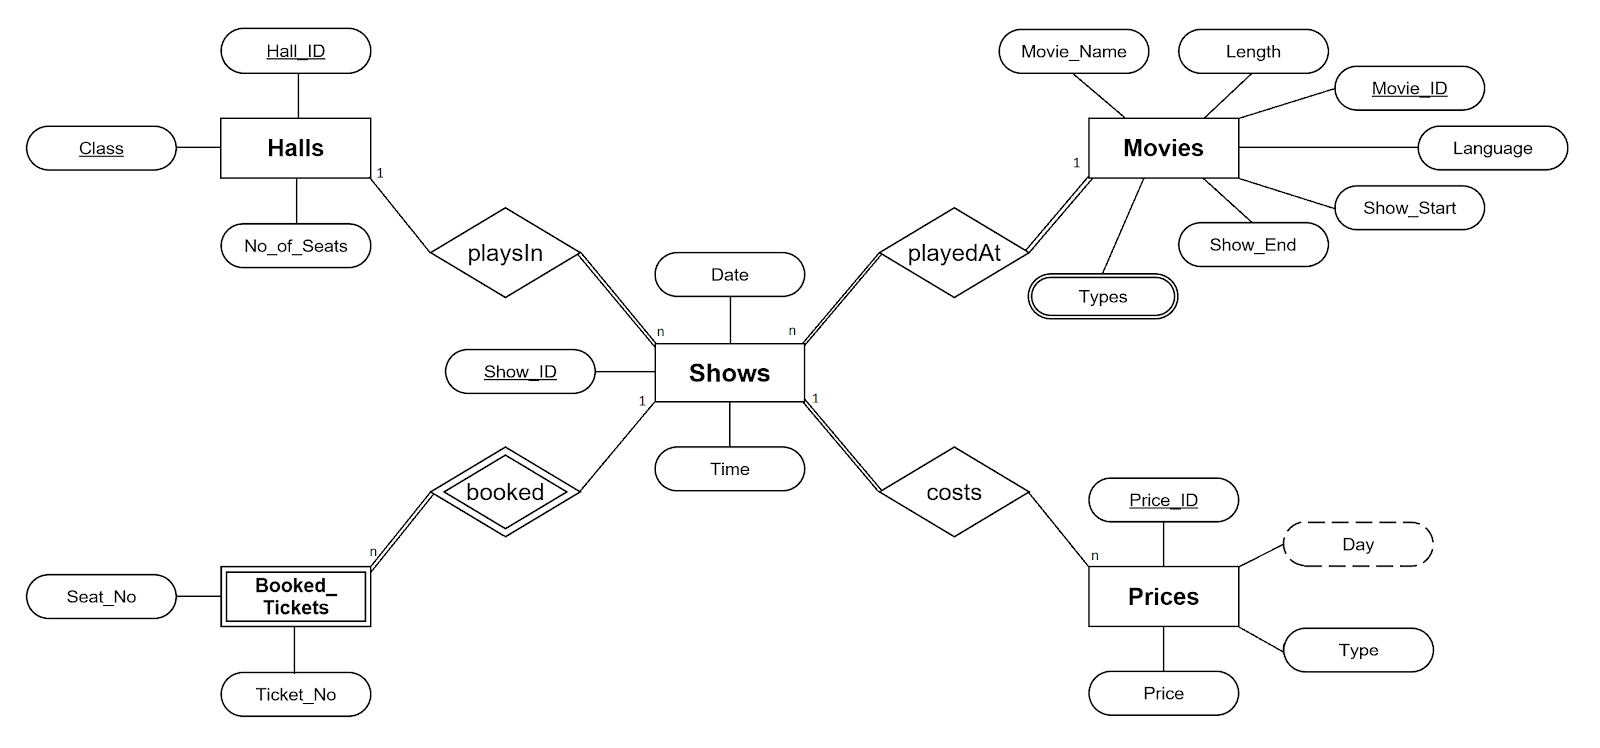 Hall_ID
Movie_Name
Length
Movie_ID
Class
Halls
Movies
Language
1
1
Show_Start
No_of_Seats
playsIn
playedAt
Show_End
Date
Types
n
n
Show_ID
Shows
1
1
Time
booked
costs
Price_ID
n
n
Day
Seat_No
Booked_
Tickets
Prices
Type
Ticket_No
Price